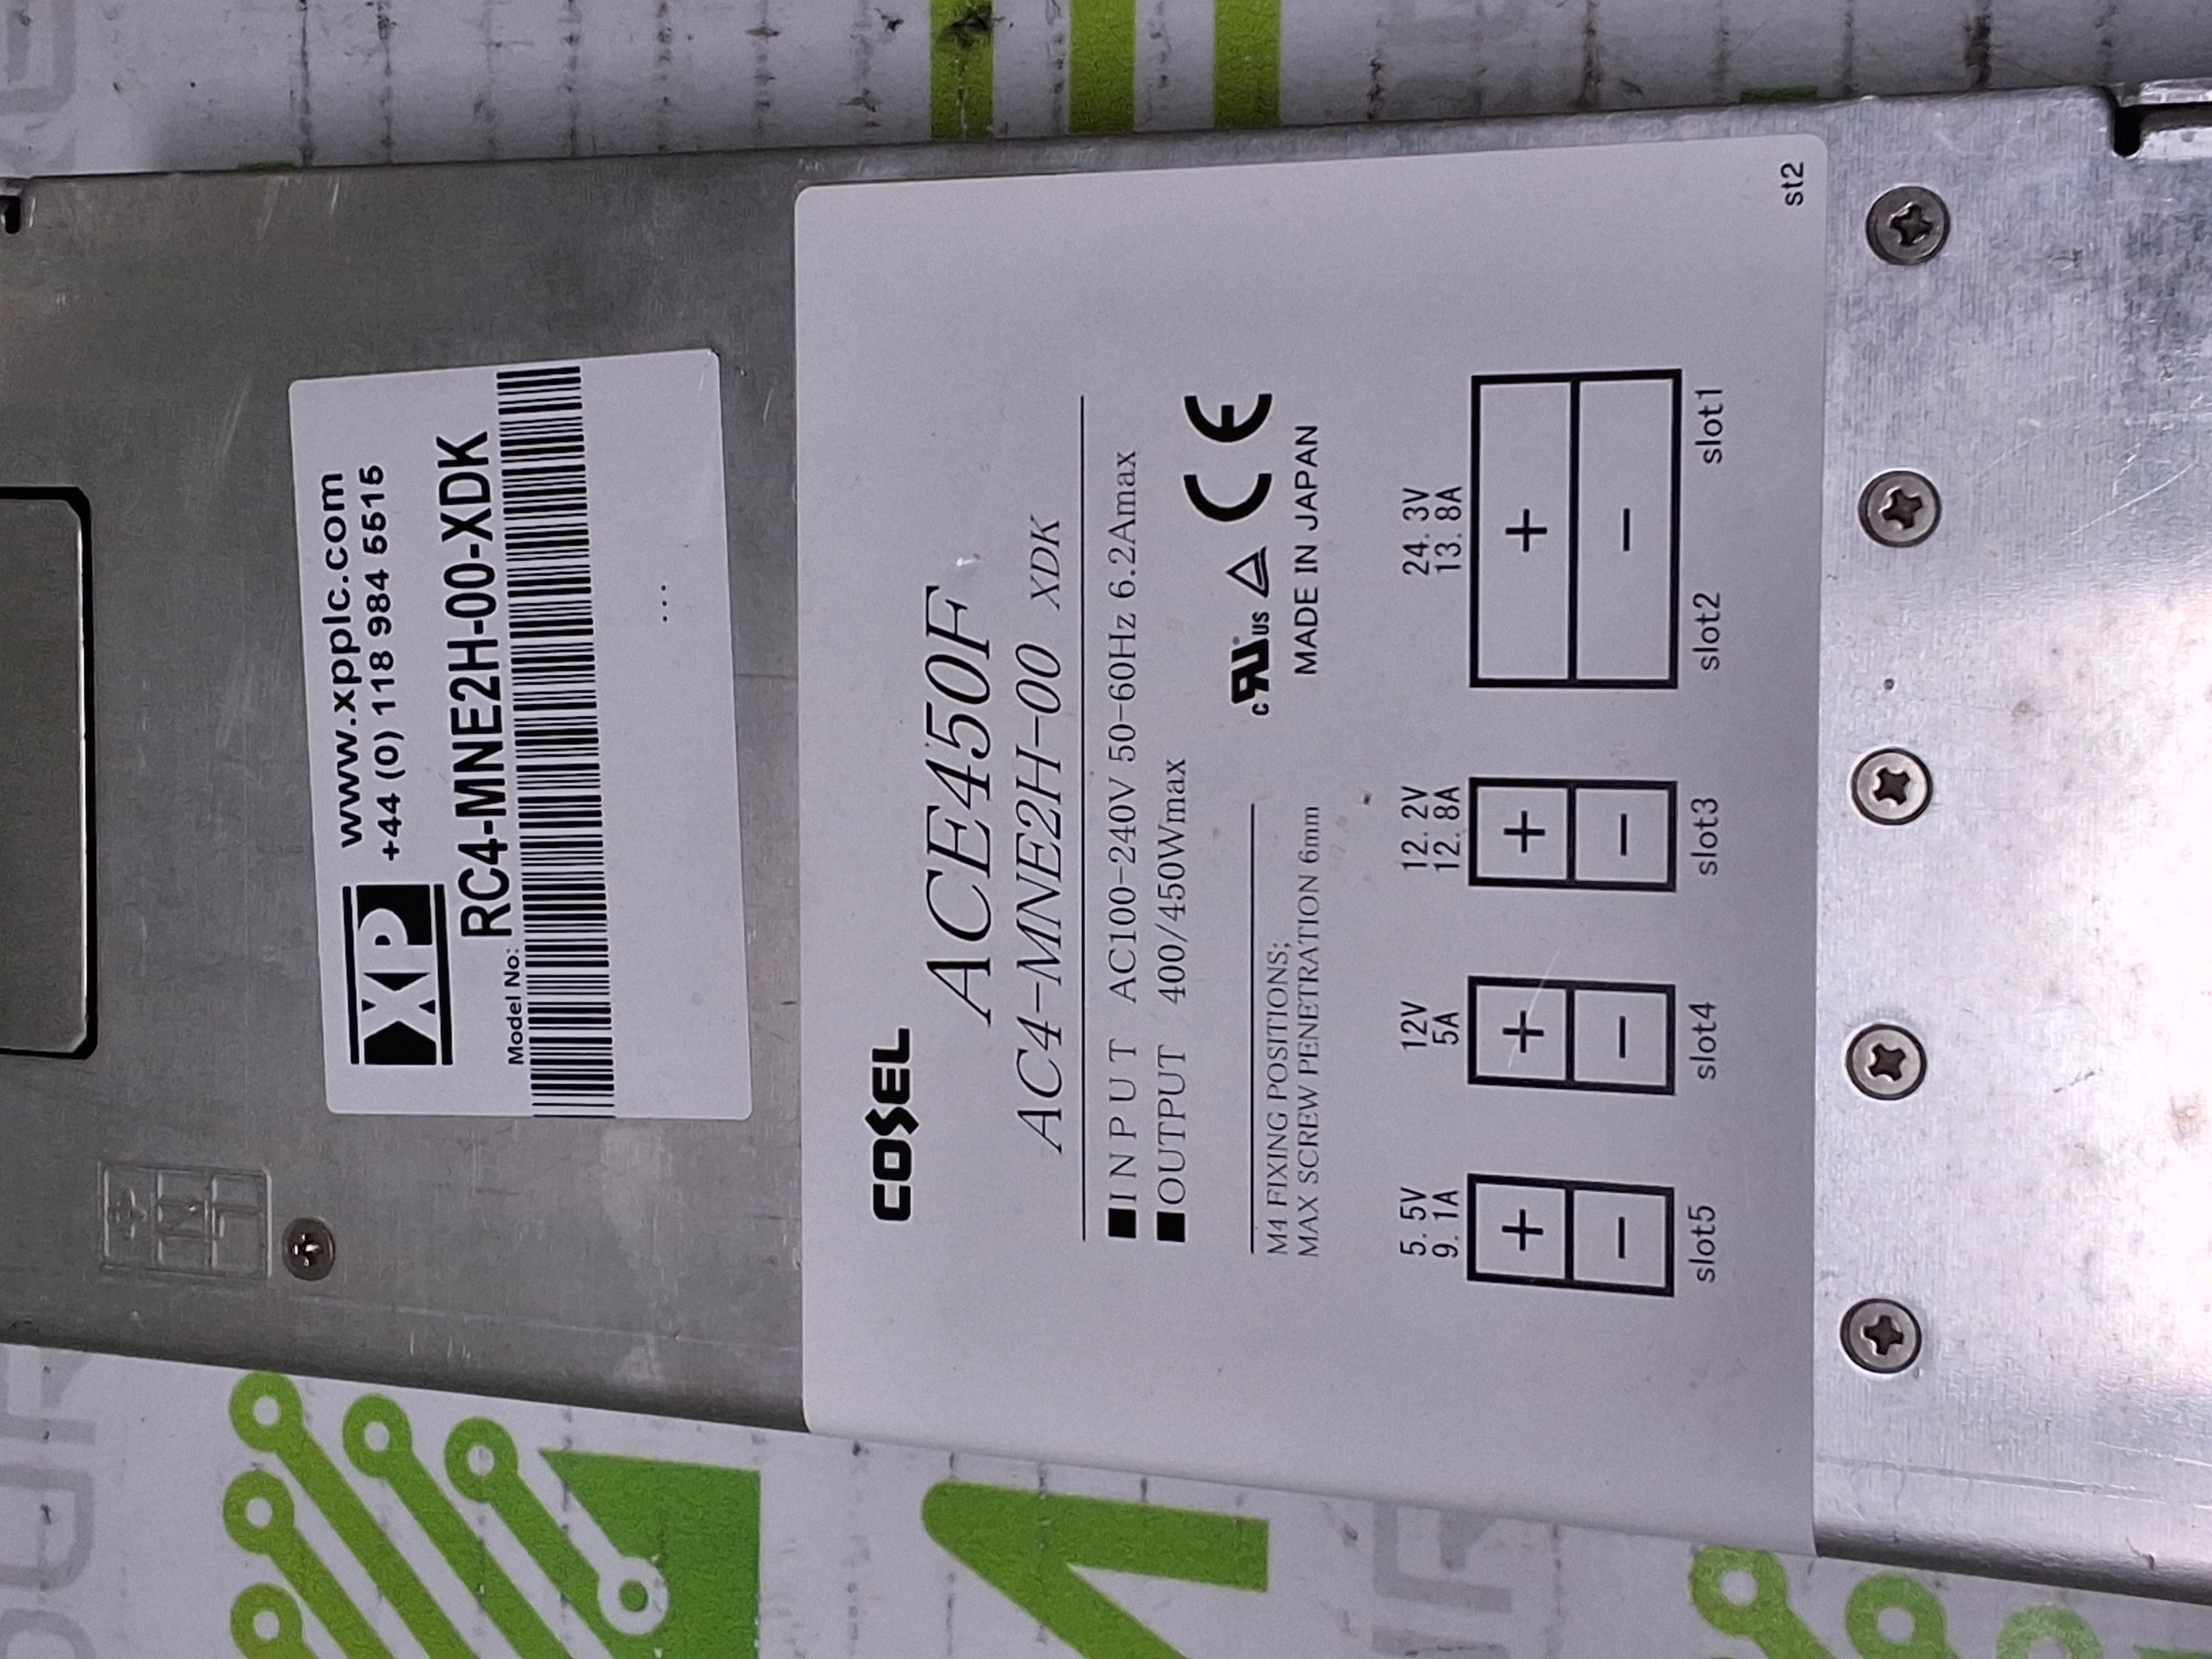 www.xpplc.com
+44 (0) 118 984 5515
XP
Model No: RC4-MNE2H-00-XDK
...
COSEL
ACE450F
AC4-MNE2H-00 XDK
■INPUT AC100-240V 50-60Hz 6.2Amax
■OUTPUT 400/450Wmax
M4 FIXING POSITIONS;
MAX SCREW PENETRATION 6mm
c RU us CE
MADE IN JAPAN
5.5V 12V 12.2V 24.3V
9.1A 5A 12.8A 13.8A
+ + + +
− − − −
slot5 slot4 slot3 slot2 slot1
st2